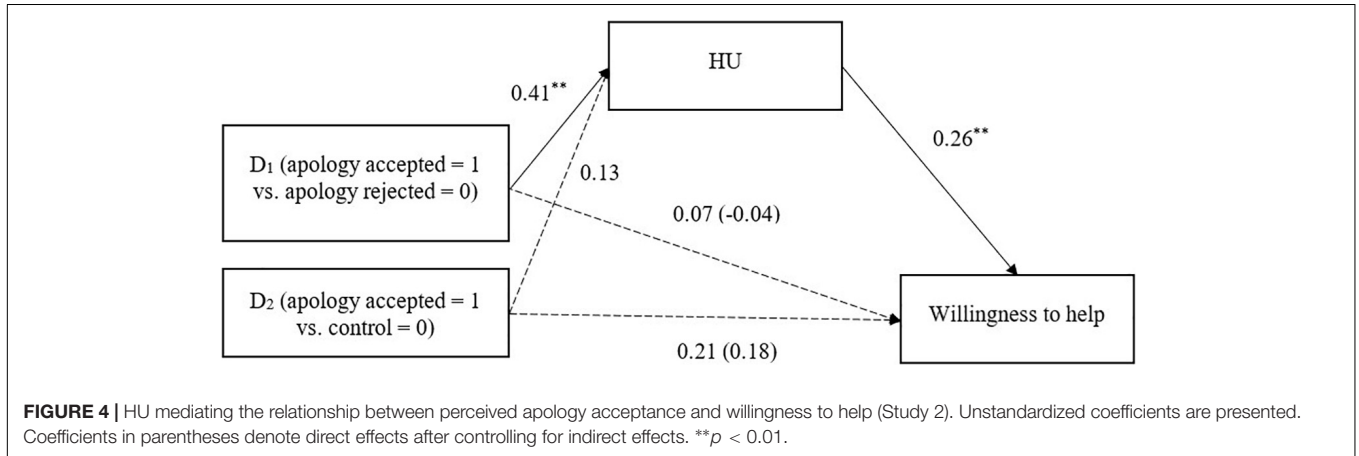 HU
0.41**
0.26**
D₁ (apology accepted = 1
vs. apology rejected = 0)
0.13
0.07 (-0.04)
D₂ (apology accepted = 1
vs. control = 0)
Willingness to help
0.21 (0.18)
FIGURE 4 | HU mediating the relationship between perceived apology acceptance and willingness to help (Study 2). Unstandardized coefficients are presented.
Coefficients in parentheses denote direct effects after controlling for indirect effects. **p < 0.01.